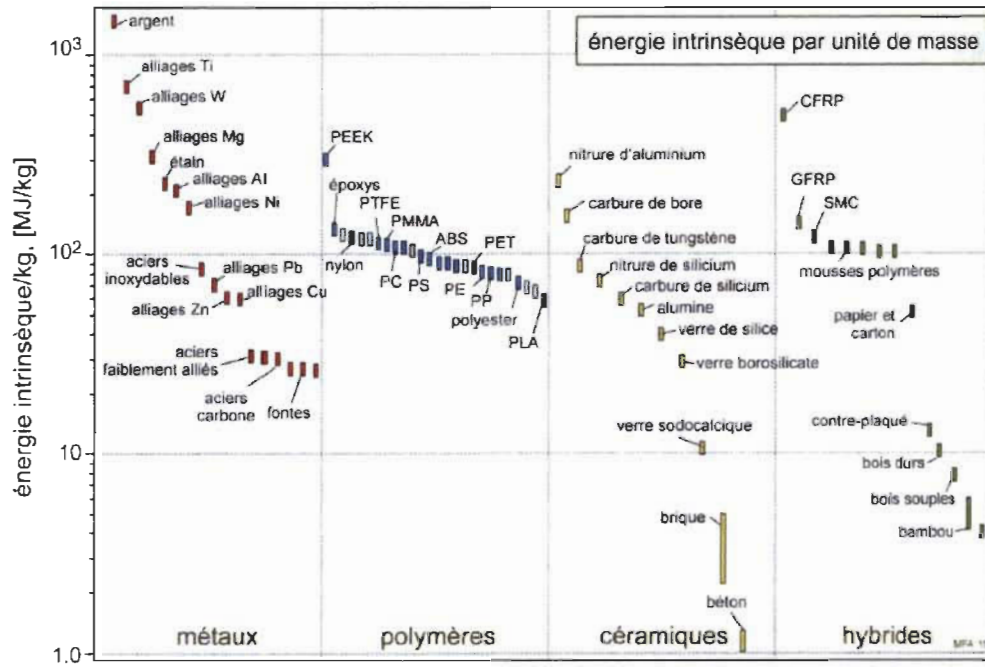 énergie intrinsèque par unité de masse
énergie intrinsèque/kg. [MJ/kg]
10³
10²
10
1.0
argent
alliages Ti
alliages W
alliages Mg
étain
alliages Al
alliages Ni
aciers
inoxydables
alliages Pb
alliages Cu
alliages Zn
aciers
faiblement alliés
aciers
carbone
fontes
métaux
PEEK
époxys
PTFE
PMMA
ABS
PET
nylon
PC
PS
PE
PP
polyester
PLA
polymères
nitrure d'aluminium
carbure de bore
carbure de tungstène
nitrure de silicium
carbure de silicium
alumine
verre de silice
verre borosilicate
verre sodocalcique
brique
béton
céramiques
CFRP
GFRP
SMC
mousses polymères
papier et
carton
contre-plaqué
bois durs
bois souples
bambou
hybrides